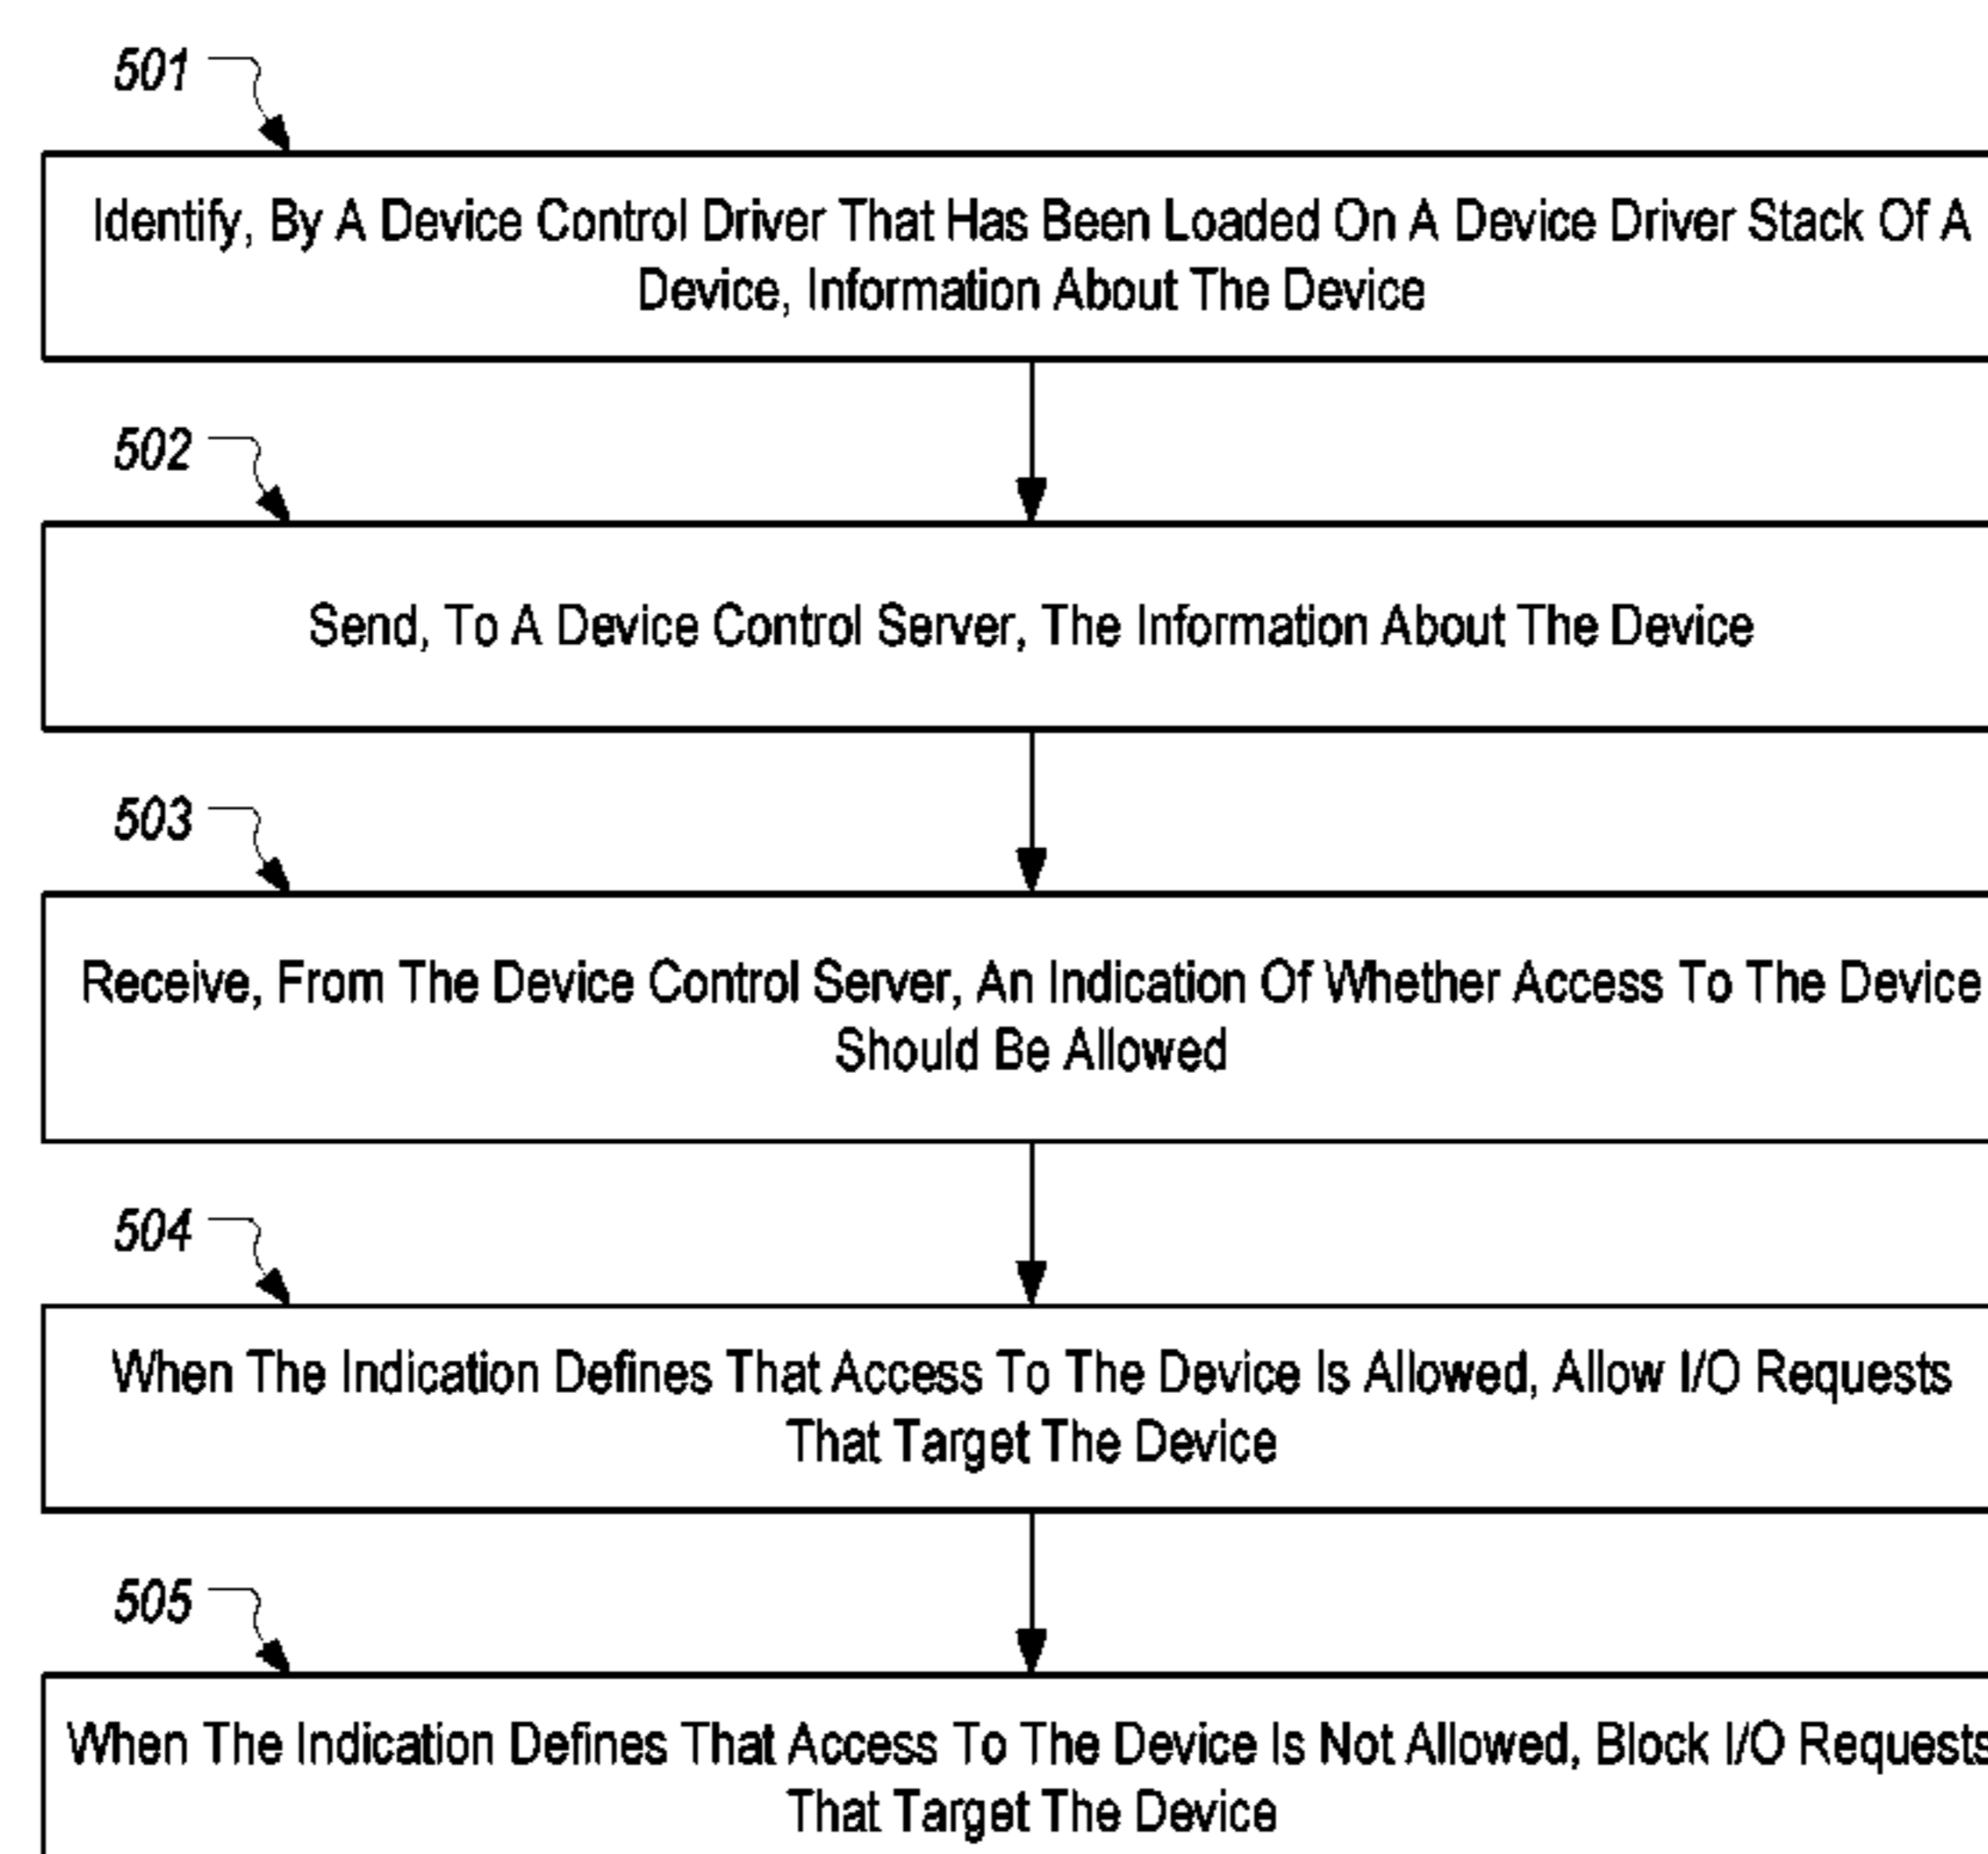 501
Identify, By A Device Control Driver That Has Been Loaded On A Device Driver Stack Of A
Device, Information About The Device
502
Send, To A Device Control Server, The Information About The Device
503
Receive, From The Device Control Server, An Indication Of Whether Access To The Device
Should Be Allowed
504
When The Indication Defines That Access To The Device Is Allowed, Allow I/O Requests
That Target The Device
505
When The Indication Defines That Access To The Device Is Not Allowed, Block I/O Requests
That Target The Device